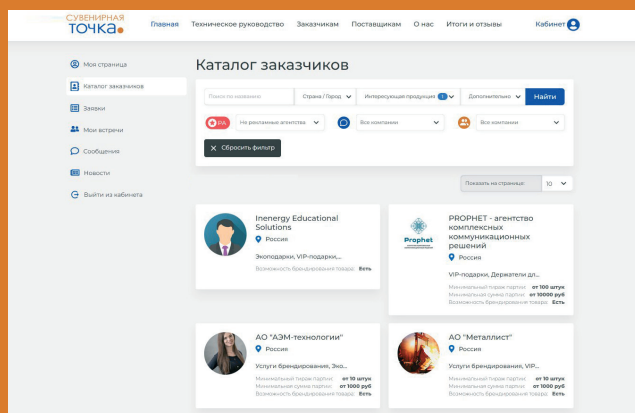 СУВЕНИРНАЯ
ТОЧКА
Главная Техническое руководство Заказчикам Поставщикам О нас Итоги и отзывы Кабинет
Моя страница
Каталог заказчиков
Заявки
Мои встречи
Сообщения
Новости
Выйти из кабинета
Каталог заказчиков
Поиск по названию Страна / Город Интересующая продукция 1 Дополнительно Найти
РА Не рекламные агентства Все компании Все компании
Сбросить фильтр
Показать на странице: 10
Inenergy Educational
Solutions
Россия
Экоподарки, VIP-подарки,...
Возможность брендирования товара: Есть
Prophet
PROPHET - агентство
комплексных
коммуникационных
решений
Россия
VIP-подарки, Держатели дл...
Минимальный тираж партии: от 100 штук
Минимальная сумма партии: от 10000 руб
Возможность брендирования товара: Есть
АО "АЭМ-технологии"
Россия
Услуги брендирования, Эко...
Минимальный тираж партии: от 10 штук
Минимальная сумма партии: от 1000 руб
Возможность брендирования товара: Есть
АО "Металлист"
Россия
Услуги брендирования, VIP...
Минимальный тираж партии: от 10 штук
Минимальная сумма партии: от 1000 руб
Возможность брендирования товара: Есть